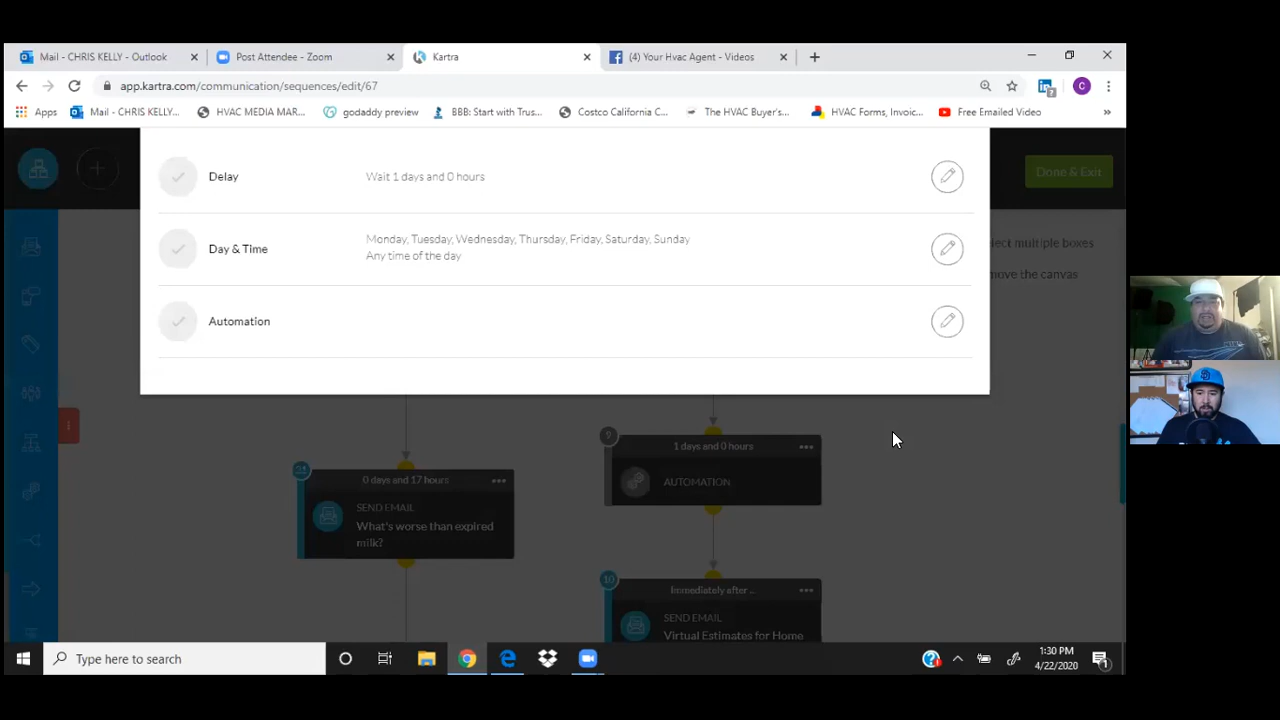 Mail - CHRIS KELLY - Outlook
Post Attendee - Zoom
Kartra
(4) Your Hvac Agent - Videos
app.kartra.com/communication/sequences/edit/67
Apps
Mail - CHRIS KELLY...
HVAC MEDIA MAR...
godaddy preview
BBB: Start with Trus...
Costco California C...
The HVAC Buyer's...
HVAC Forms, Invoic...
Free Emailed Video
»
Delay
Wait 1 days and 0 hours
Done & Exit
Day & Time
Monday, Tuesday, Wednesday, Thursday, Friday, Saturday, Sunday
Any time of the day
Automation
move the canvas
9
1 days and 0 hours
AUTOMATION
0 days and 17 hours
SEND EMAIL
What's worse than expired
milk?
10
Immediately after ...
SEND EMAIL
Virtual Estimates for Home
Type here to search
1:30 PM
4/22/2020